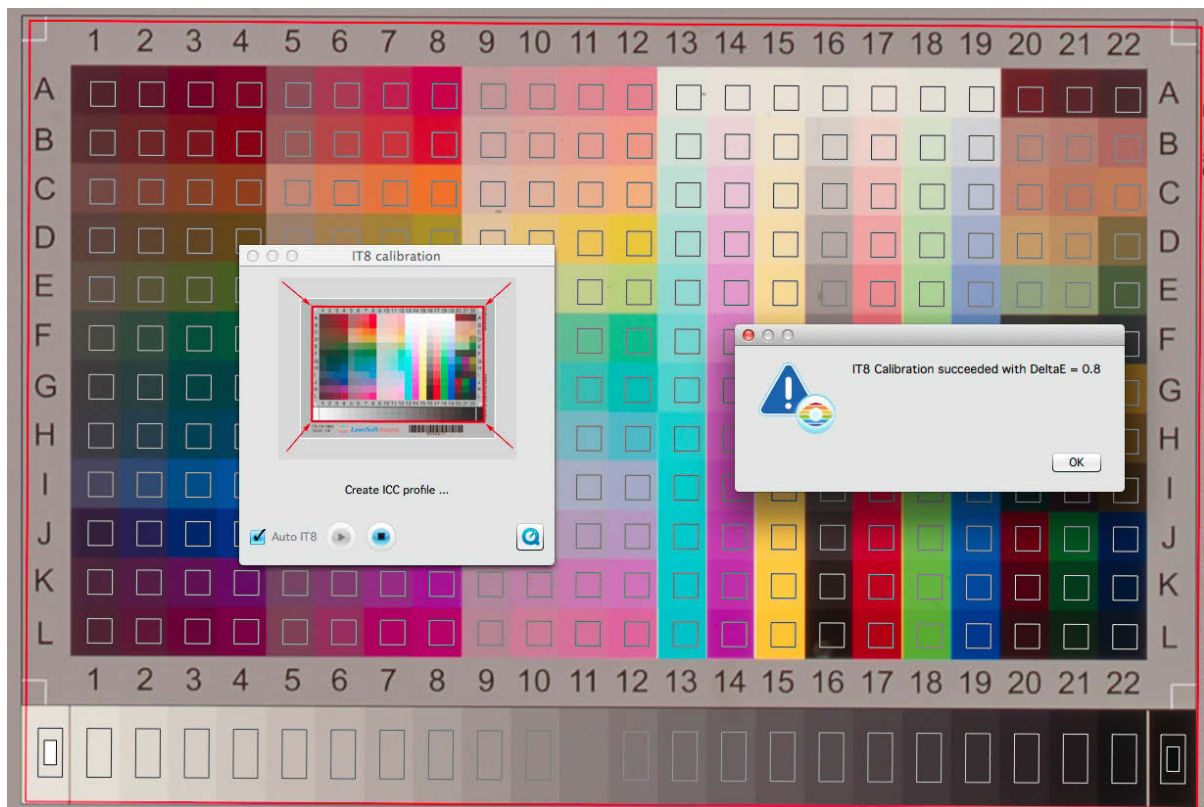 1 2 3 4 5 6 7 8 9 10 11 12 13 14 15 16 17 18 19 20 21 22
A A
B B
C C
D D
E E
F F
G G
H H
I I
J J
K K
L L
1 2 3 4 5 6 7 8 9 10 11 12 13 14 15 16 17 18 19 20 21 22
IT8 calibration
LaserSoft Imaging
Create ICC profile ...
Auto IT8
IT8 Calibration succeeded with DeltaE = 0.8
OK